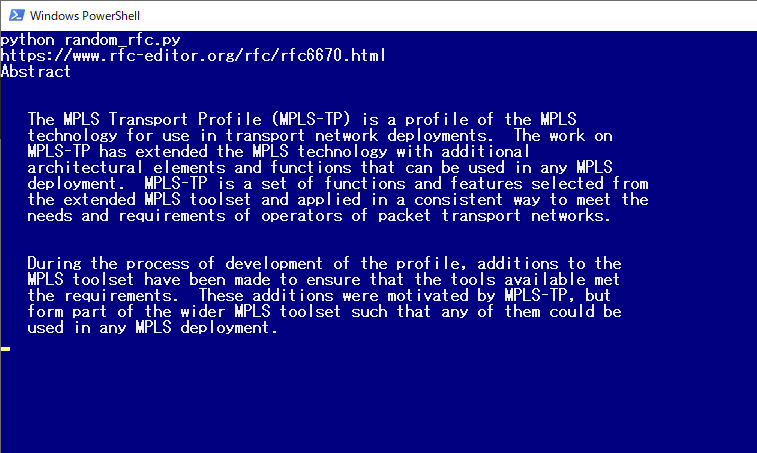 Windows PowerShell
python random_rfc.py
https://www.rfc-editor.org/rfc/rfc6670.html
Abstract
The MPLS Transport Profile (MPLS-TP) is a profile of the MPLS
technology for use in transport network deployments.  The work on
MPLS-TP has extended the MPLS technology with additional
architectural elements and functions that can be used in any MPLS
deployment.  MPLS-TP is a set of functions and features selected from
the extended MPLS toolset and applied in a consistent way to meet the
needs and requirements of operators of packet transport networks.
During the process of development of the profile, additions to the
MPLS toolset have been made to ensure that the tools available met
the requirements.  These additions were motivated by MPLS-TP, but
form part of the wider MPLS toolset such that any of them could be
used in any MPLS deployment.